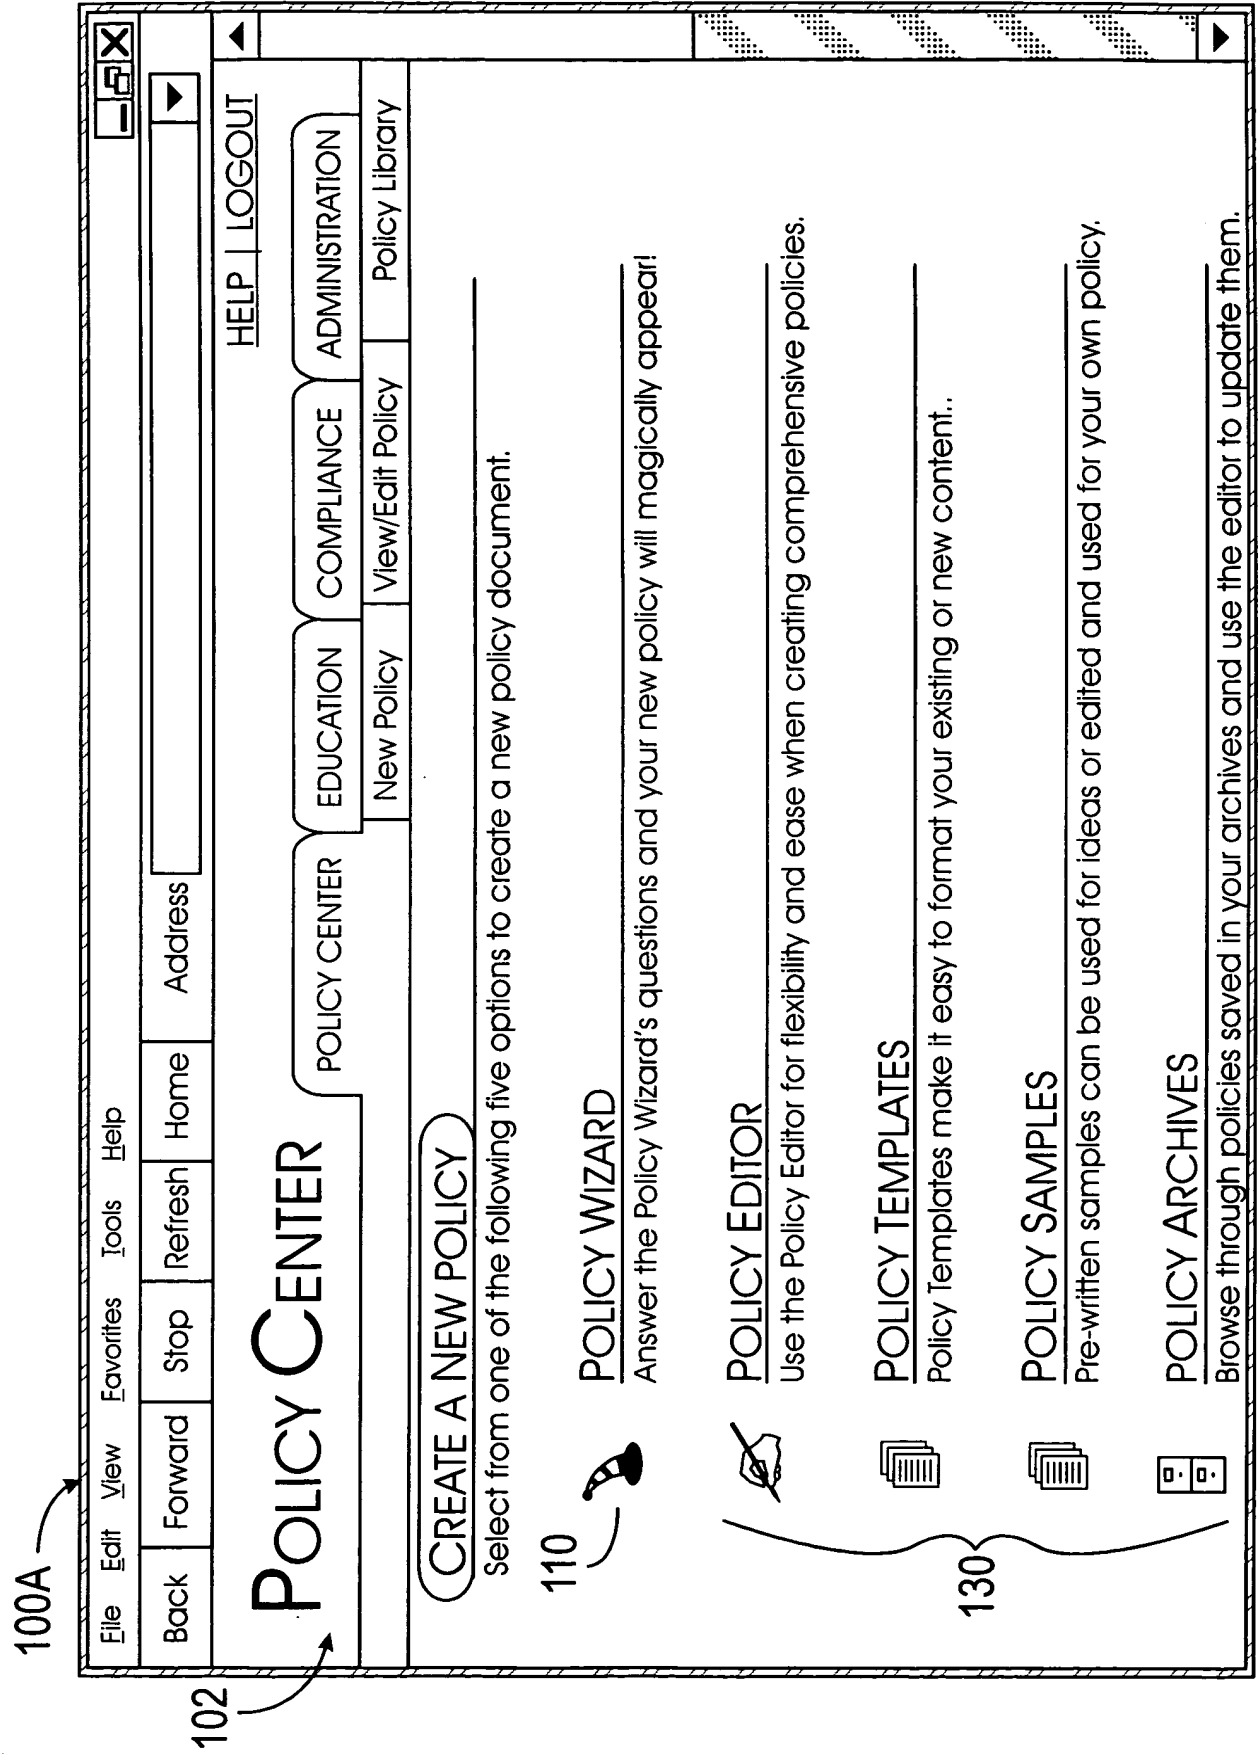 100A
File Edit View Favorites Tools Help
Back Forward Stop Refresh Home Address
102
HELP | LOGOUT
POLICY CENTER
POLICY CENTER EDUCATION COMPLIANCE ADMINISTRATION
New Policy View/Edit Policy Policy Library
CREATE A NEW POLICY
Select from one of the following five options to create a new policy document.
110
POLICY WIZARD
Answer the Policy Wizard's questions and your new policy will magically appear!
130
POLICY EDITOR
Use the Policy Editor for flexibility and ease when creating comprehensive policies.
POLICY TEMPLATES
Policy Templates make it easy to format your existing or new content..
POLICY SAMPLES
Pre-written samples can be used for ideas or edited and used for your own policy.
POLICY ARCHIVES
Browse through policies saved in your archives and use the editor to update them.